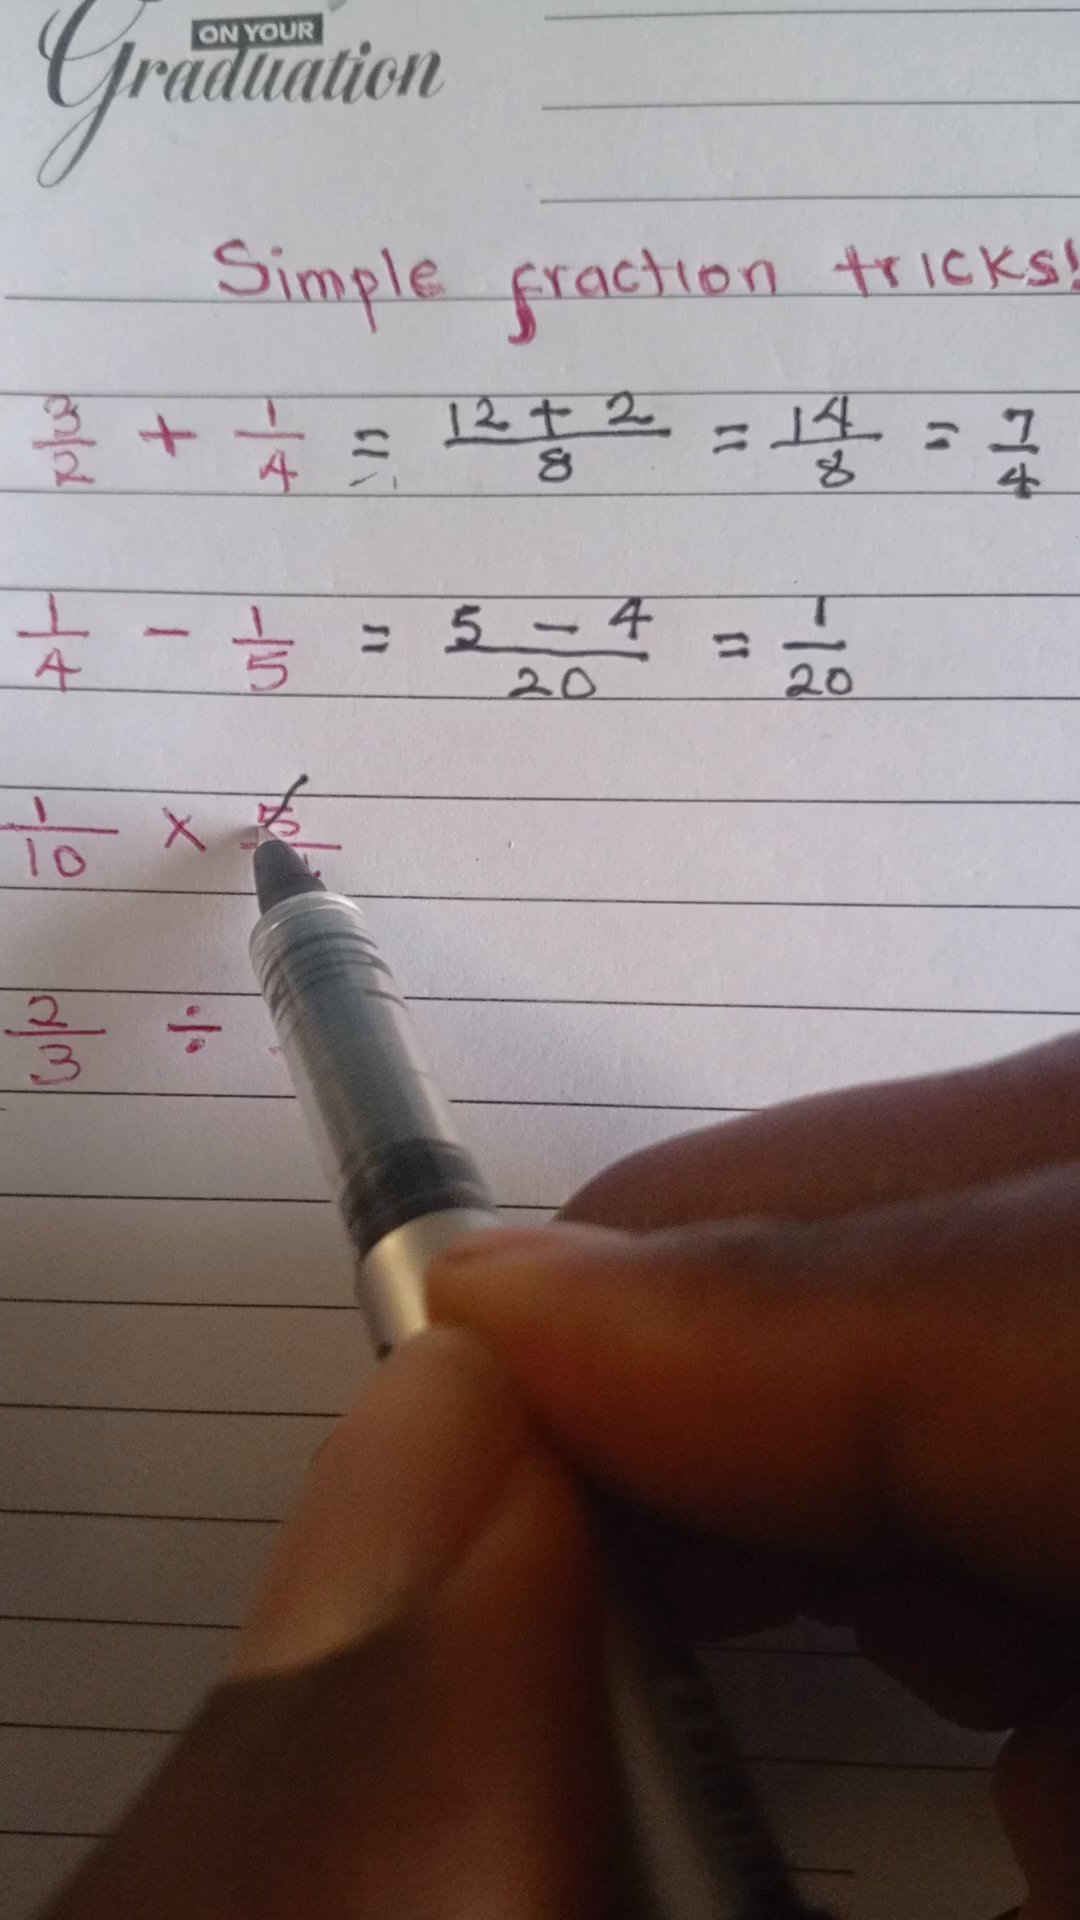 ON YOUR
Graduation
Simple fraction tricks!
3/2 + 1/4 = 12 + 2/8 = 14/8 = 7/4
1/4 - 1/5 = 5 - 4/20 = 1/20
1/10 × 5/
2/3 ÷